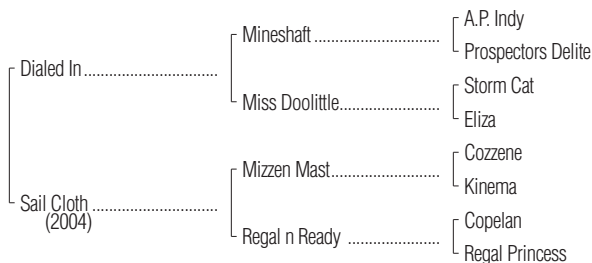 A.P. Indy
Mineshaft
Prospectors Delite
Dialed In
Storm Cat
Miss Doolittle
Eliza
Cozzene
Mizzen Mast
Kinema
Sail Cloth
(2004)
Copelan
Regal n Ready
Regal Princess